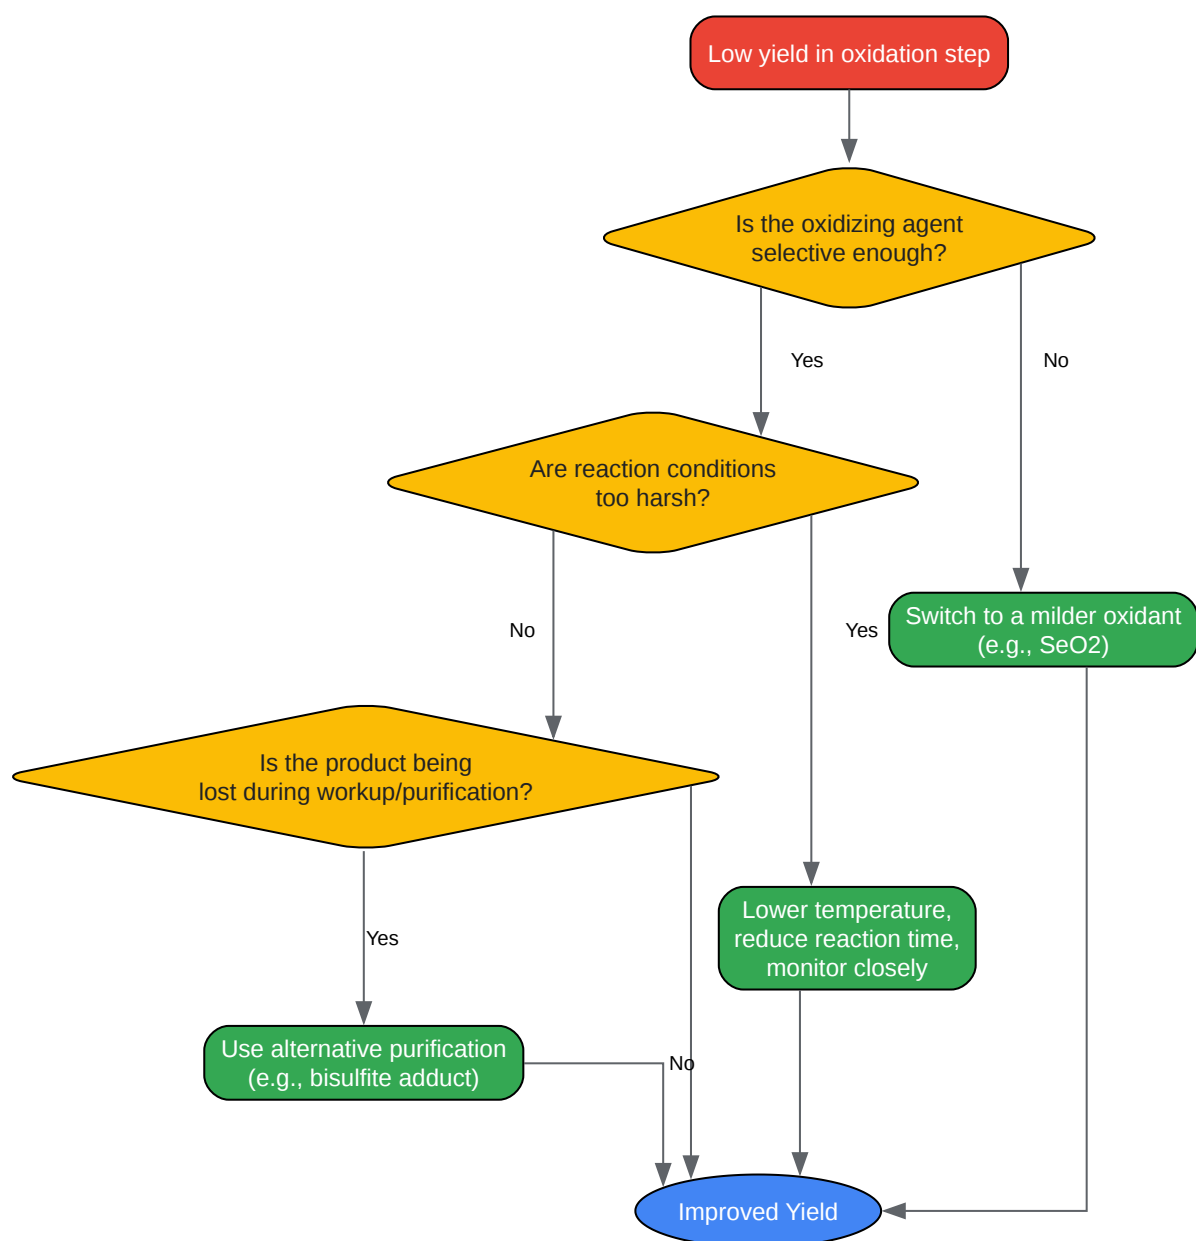 Low yield in oxidation step
Is the oxidizing agent
selective enough?
Yes
No
Are reaction conditions
too harsh?
No
Yes
Switch to a milder oxidant
(e.g., SeO2)
Is the product being
lost during workup/purification?
Yes
Lower temperature,
reduce reaction time,
monitor closely
Use alternative purification
(e.g., bisulfite adduct)
No
Improved Yield